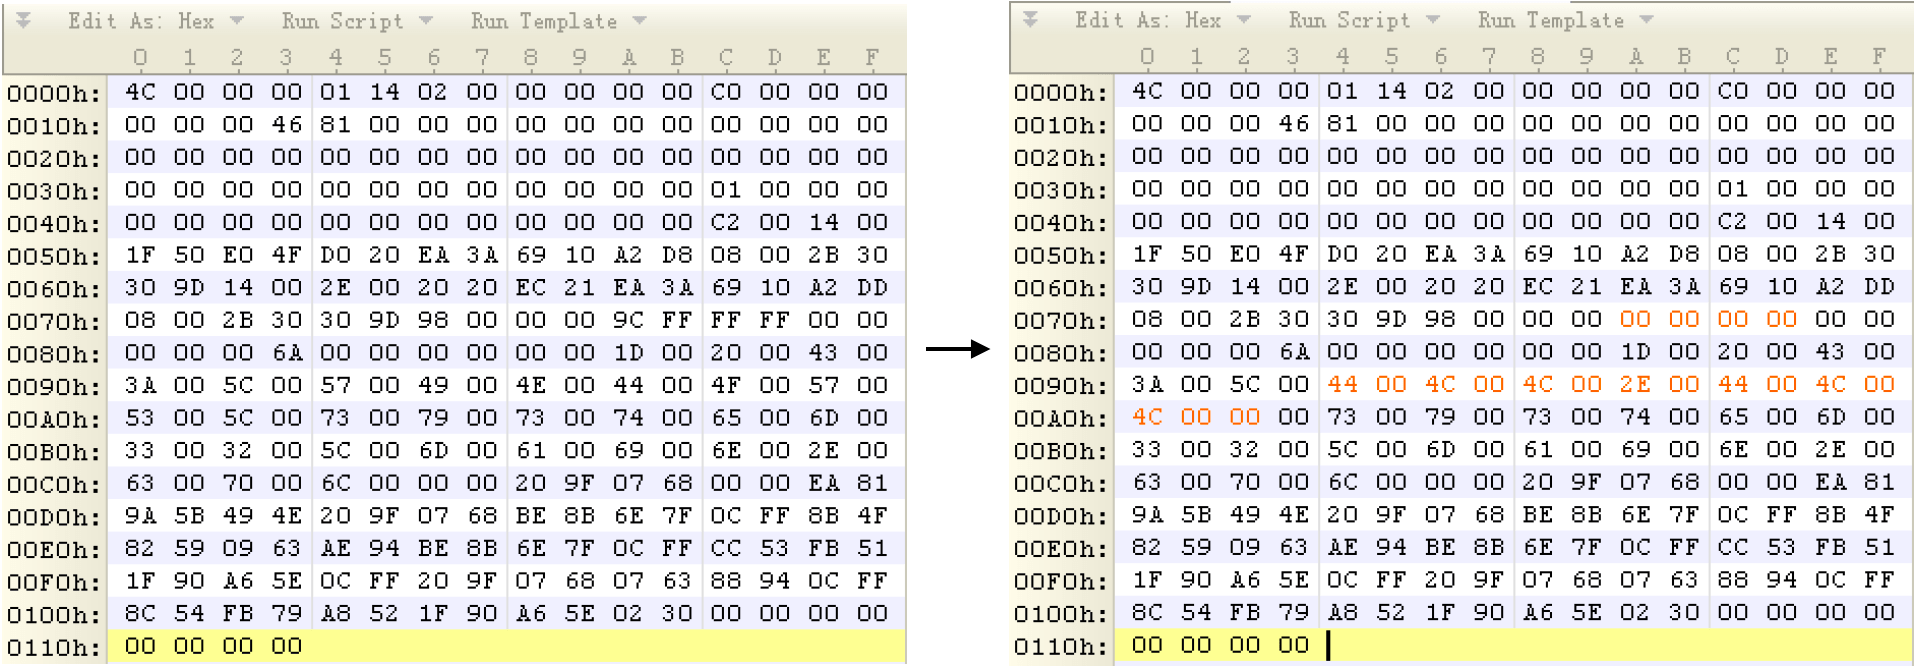 Edit As: Hex Run Script Run Template
0 1 2 3 4 5 6 7 8 9 A B C D E F
0000h: 4C 00 00 00 01 14 02 00 00 00 00 00 C0 00 00 00
0010h: 00 00 00 46 81 00 00 00 00 00 00 00 00 00 00 00
0020h: 00 00 00 00 00 00 00 00 00 00 00 00 00 00 00 00
0030h: 00 00 00 00 00 00 00 00 00 00 00 00 01 00 00 00
0040h: 00 00 00 00 00 00 00 00 00 00 00 00 C2 00 14 00
0050h: 1F 50 E0 4F D0 20 EA 3A 69 10 A2 D8 08 00 2B 30
0060h: 30 9D 14 00 2E 00 20 20 EC 21 EA 3A 69 10 A2 DD
0070h: 08 00 2B 30 30 9D 98 00 00 00 9C FF FF FF 00 00
0080h: 00 00 00 6A 00 00 00 00 00 00 1D 00 20 00 43 00
0090h: 3A 00 5C 00 57 00 49 00 4E 00 44 00 4F 00 57 00
00A0h: 53 00 5C 00 73 00 79 00 73 00 74 00 65 00 6D 00
00B0h: 33 00 32 00 5C 00 6D 00 61 00 69 00 6E 00 2E 00
00C0h: 63 00 70 00 6C 00 00 00 20 9F 07 68 00 00 EA 81
00D0h: 9A 5B 49 4E 20 9F 07 68 BE 8B 6E 7F 0C FF 8B 4F
00E0h: 82 59 09 63 AE 94 BE 8B 6E 7F 0C FF CC 53 FB 51
00F0h: 1F 90 A6 5E 0C FF 20 9F 07 68 07 63 88 94 0C FF
0100h: 8C 54 FB 79 A8 52 1F 90 A6 5E 02 30 00 00 00 00
0110h: 00 00 00 00
Edit As: Hex Run Script Run Template
0 1 2 3 4 5 6 7 8 9 A B C D E F
0000h: 4C 00 00 00 01 14 02 00 00 00 00 00 C0 00 00 00
0010h: 00 00 00 46 81 00 00 00 00 00 00 00 00 00 00 00
0020h: 00 00 00 00 00 00 00 00 00 00 00 00 00 00 00 00
0030h: 00 00 00 00 00 00 00 00 00 00 00 00 01 00 00 00
0040h: 00 00 00 00 00 00 00 00 00 00 00 00 C2 00 14 00
0050h: 1F 50 E0 4F D0 20 EA 3A 69 10 A2 D8 08 00 2B 30
0060h: 30 9D 14 00 2E 00 20 20 EC 21 EA 3A 69 10 A2 DD
0070h: 08 00 2B 30 30 9D 98 00 00 00 00 00 00 00 00 00
0080h: 00 00 00 6A 00 00 00 00 00 00 1D 00 20 00 43 00
0090h: 3A 00 5C 00 44 00 4C 00 4C 00 2E 00 44 00 4C 00
00A0h: 4C 00 00 00 73 00 79 00 73 00 74 00 65 00 6D 00
00B0h: 33 00 32 00 5C 00 6D 00 61 00 69 00 6E 00 2E 00
00C0h: 63 00 70 00 6C 00 00 00 20 9F 07 68 00 00 EA 81
00D0h: 9A 5B 49 4E 20 9F 07 68 BE 8B 6E 7F 0C FF 8B 4F
00E0h: 82 59 09 63 AE 94 BE 8B 6E 7F 0C FF CC 53 FB 51
00F0h: 1F 90 A6 5E 0C FF 20 9F 07 68 07 63 88 94 0C FF
0100h: 8C 54 FB 79 A8 52 1F 90 A6 5E 02 30 00 00 00 00
0110h: 00 00 00 00